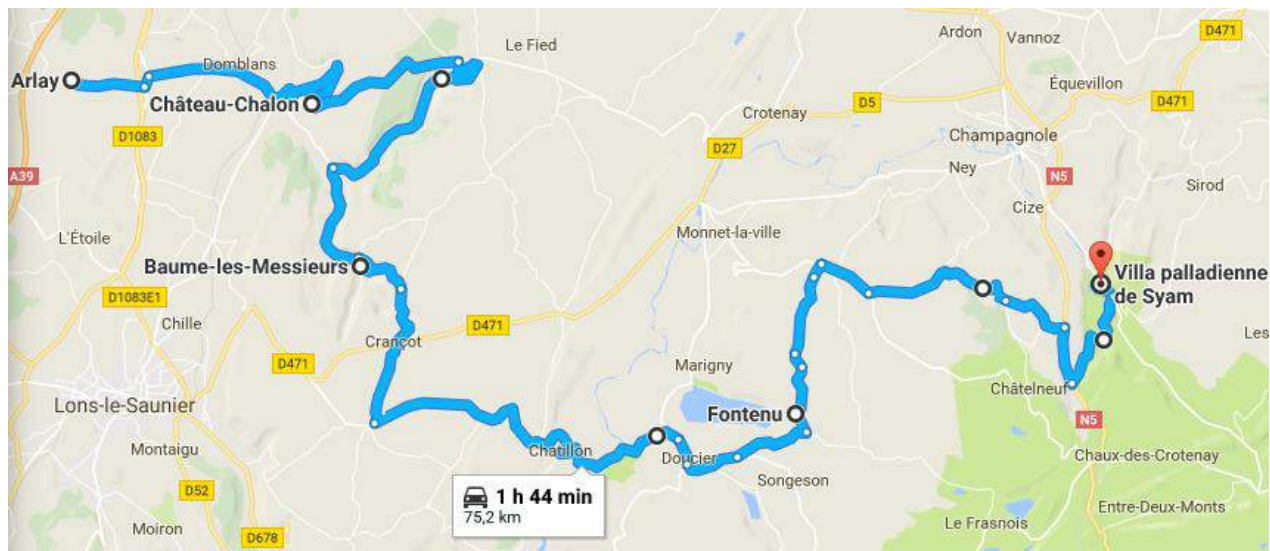 Le Fied
Ardon
Vannoz
D471
Arlay
Domblans
Équevillon
Château-Chalon
D5
D471
Crotenay
D1083
Champagnole
D27
A39
Ney
N5
Sirod
Cize
L'Étoile
Monnet-la-ville
Baume-les-Messieurs
Villa palladienne
de Syam
D1083E1
Chille
D471
Crançot
Les
D471
Marigny
Châtelneuf
Lons-le-Saunier
Fontenu
N5
Montaigu
Chatillon
Doucier
Chaux-des-Crotenay
Songeson
D52
1 h 44 min
75,2 km
Entre-Deux-Monts
Moiron
D678
Le Frasnois